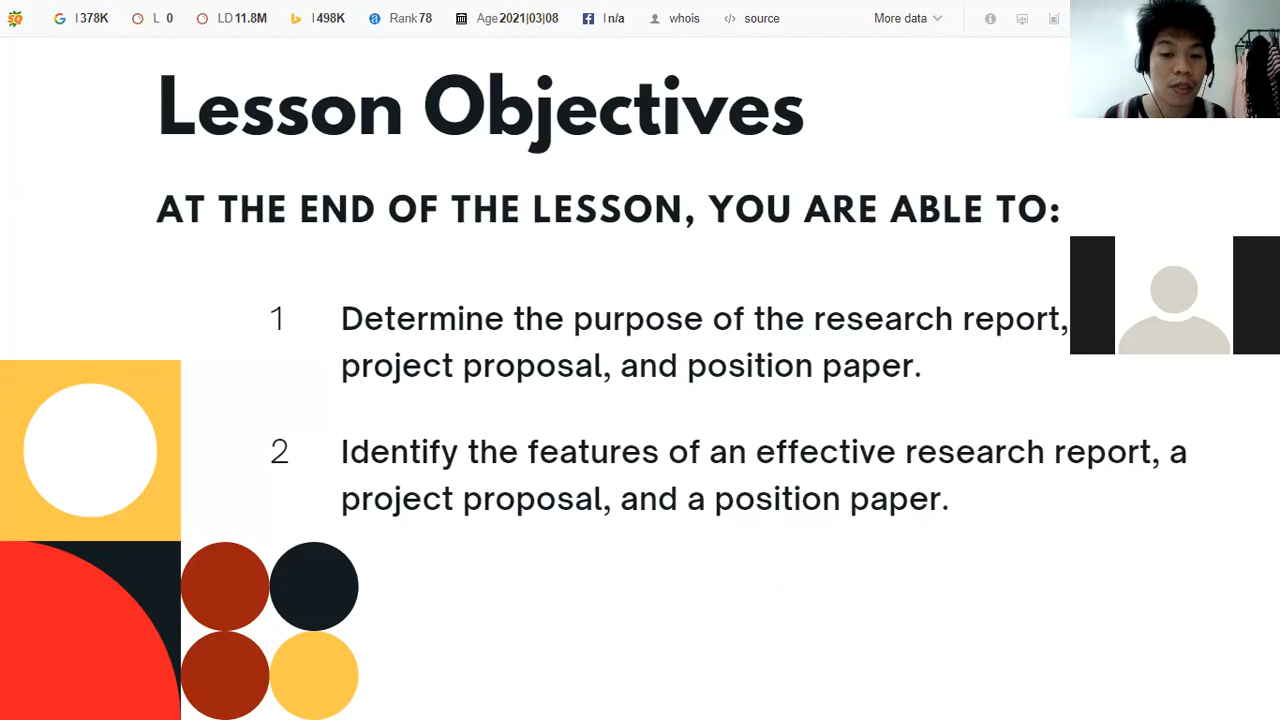 I 378K L 0 LD 11.8M I 498K Rank 78 Age 2021|03|08 I n/a whois source More data
Lesson Objectives
AT THE END OF THE LESSON, YOU ARE ABLE TO:
1 Determine the purpose of the research report,
project proposal, and position paper.
2 Identify the features of an effective research report, a
project proposal, and a position paper.